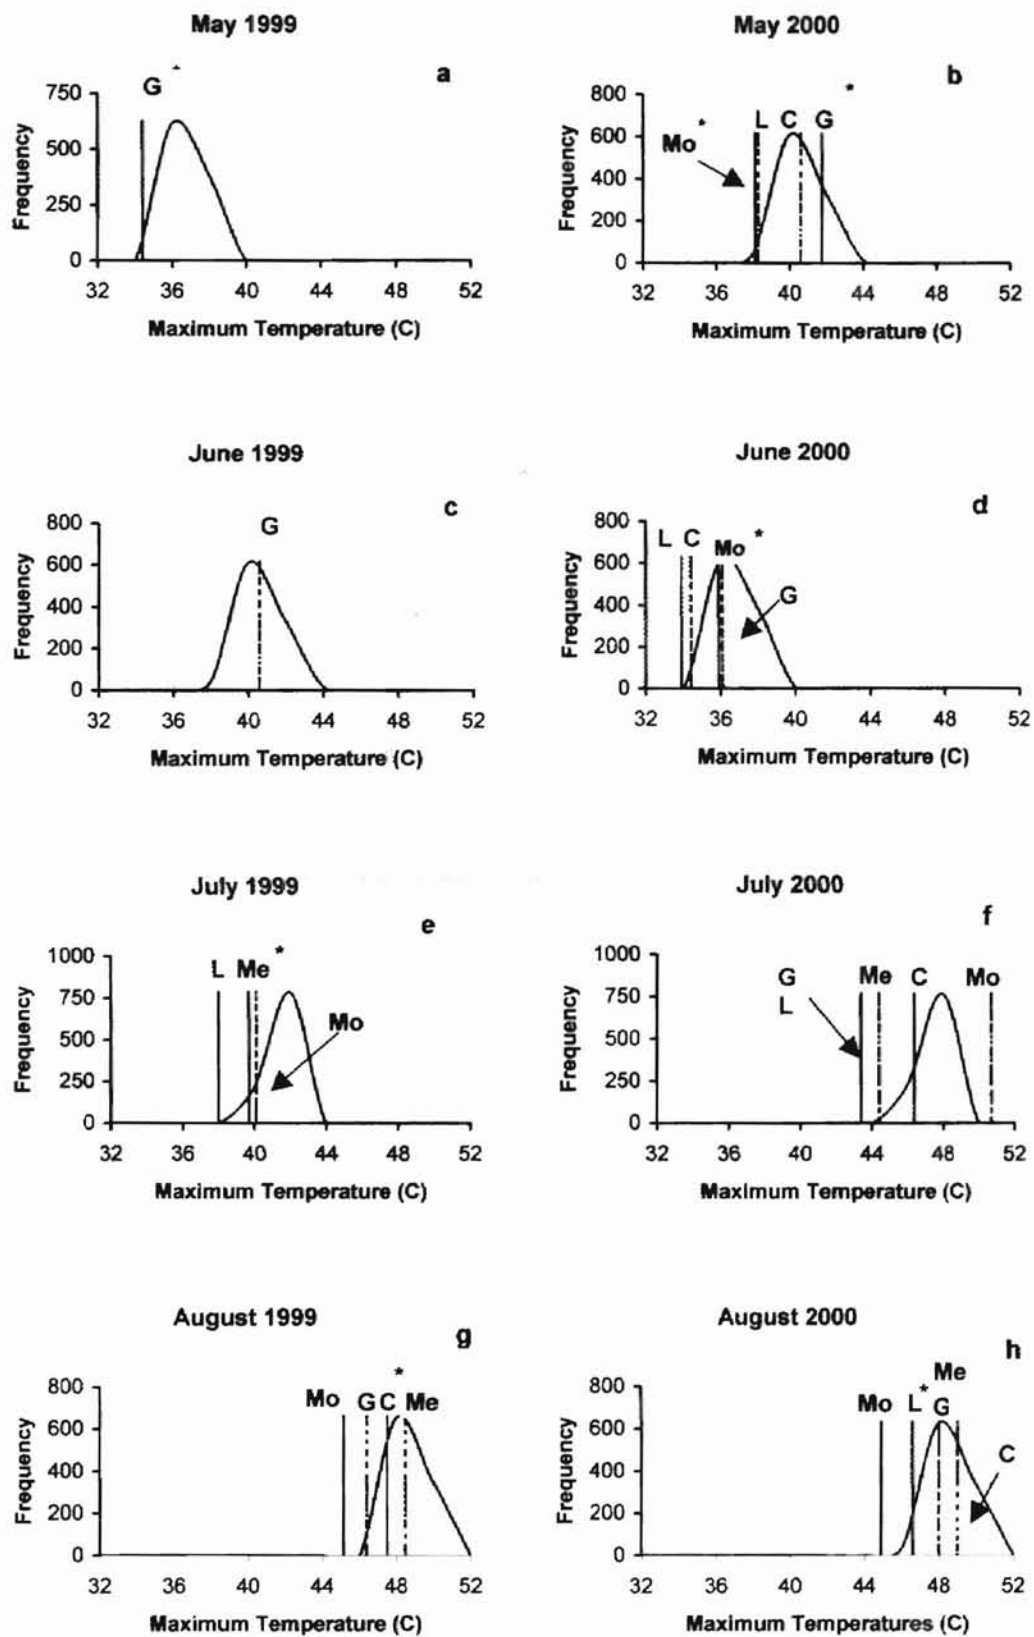 May 1999
a
G *
750
500
250
0
Frequency
32 36 40 44 48 52
Maximum Temperature (C)
May 2000
b
*
Mo * L C G
800
600
400
200
0
Frequency
32 36 40 44 48 52
Maximum Temperature (C)
June 1999
c
G
800
600
400
200
0
Frequency
32 36 40 44 48 52
Maximum Temperature (C)
June 2000
d
L C Mo *
G
800
600
400
200
0
Frequency
32 36 40 44 48 52
Maximum Temperature (C)
July 1999
e
L Me *
Mo
1000
750
500
250
0
Frequency
32 36 40 44 48 52
Maximum Temperature (C)
July 2000
f
G Me C Mo
L
1000
750
500
250
0
Frequency
32 36 40 44 48 52
Maximum Temperature (C)
August 1999
g
*
Mo G C Me
800
600
400
200
0
Frequency
32 36 40 44 48 52
Maximum Temperature (C)
August 2000
h
Me
Mo L * G
C
800
600
400
200
0
Frequency
32 36 40 44 48 52
Maximum Temperatures (C)